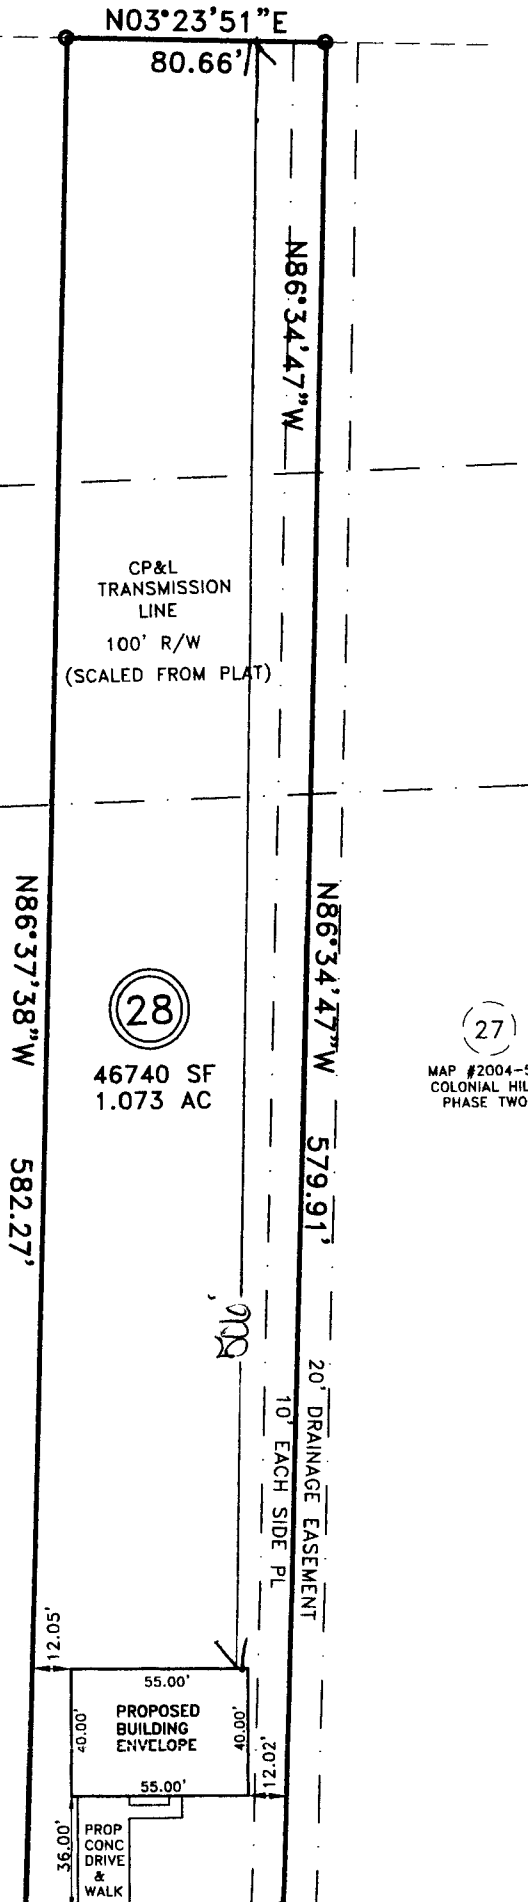 N03°23'51"E
80.66'
N86°34'47"W
CP&L
TRANSMISSION
LINE
100' R/W
(SCALED FROM PLAT)
N86°37'38"W 582.27'
28
46740 SF
1.073 AC
N86°34'47"W 579.91'
27
MAP #2004-5
COLONIAL HIL
PHASE TWO
20' DRAINAGE EASEMENT
10' EACH SIDE PL
12.05'
55.00'
40.00'
PROPOSED
BUILDING
ENVELOPE
40.00'
55.00'
12.02'
36.00'
PROP
CONC
DRIVE
&
WALK